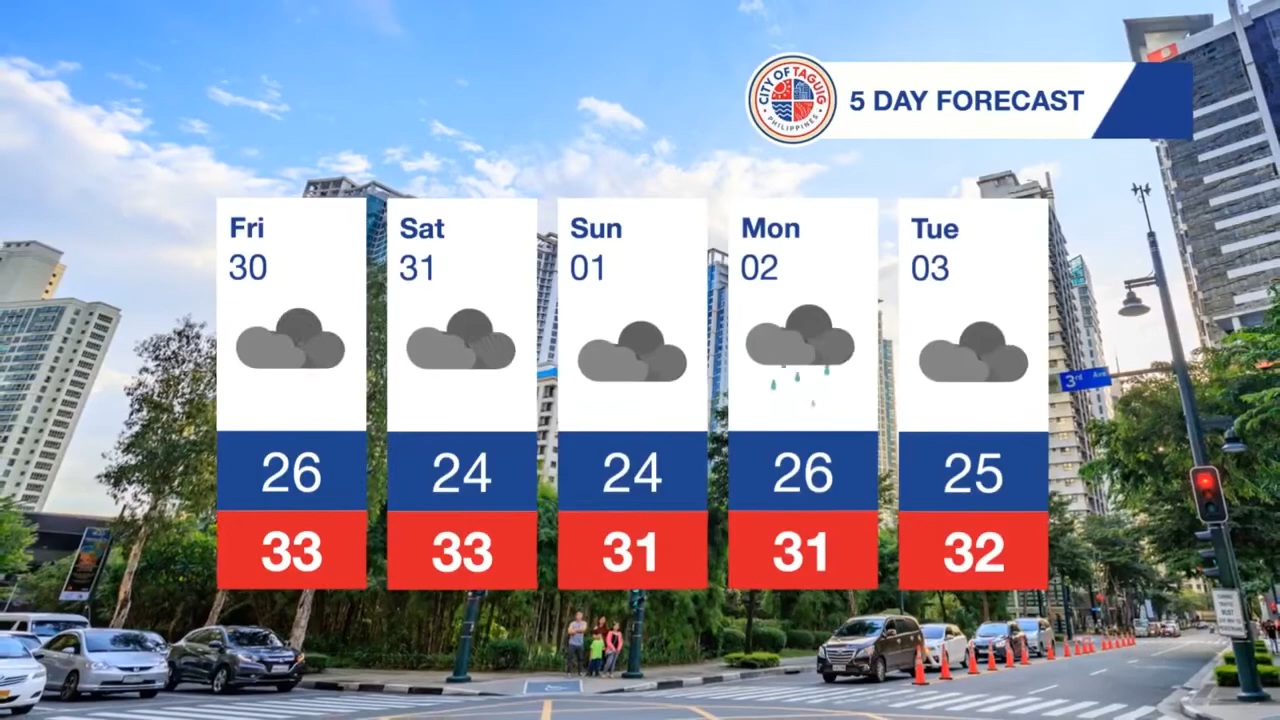 CITY OF TAGUIG
PHILIPPINES
5 DAY FORECAST
Fri
30
26
33
Sat
31
24
33
Sun
01
24
31
Mon
02
26
31
Tue
03
25
32
3rd Ave